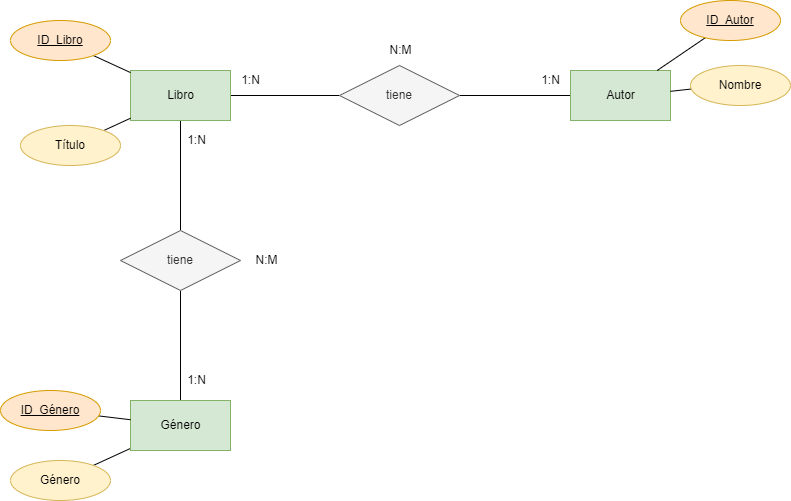 ID_Libro
ID_Autor
N:M
1:N
1:N
Libro
tiene
Autor
Nombre
Título
1:N
tiene
N:M
1:N
ID_Género
Género
Género